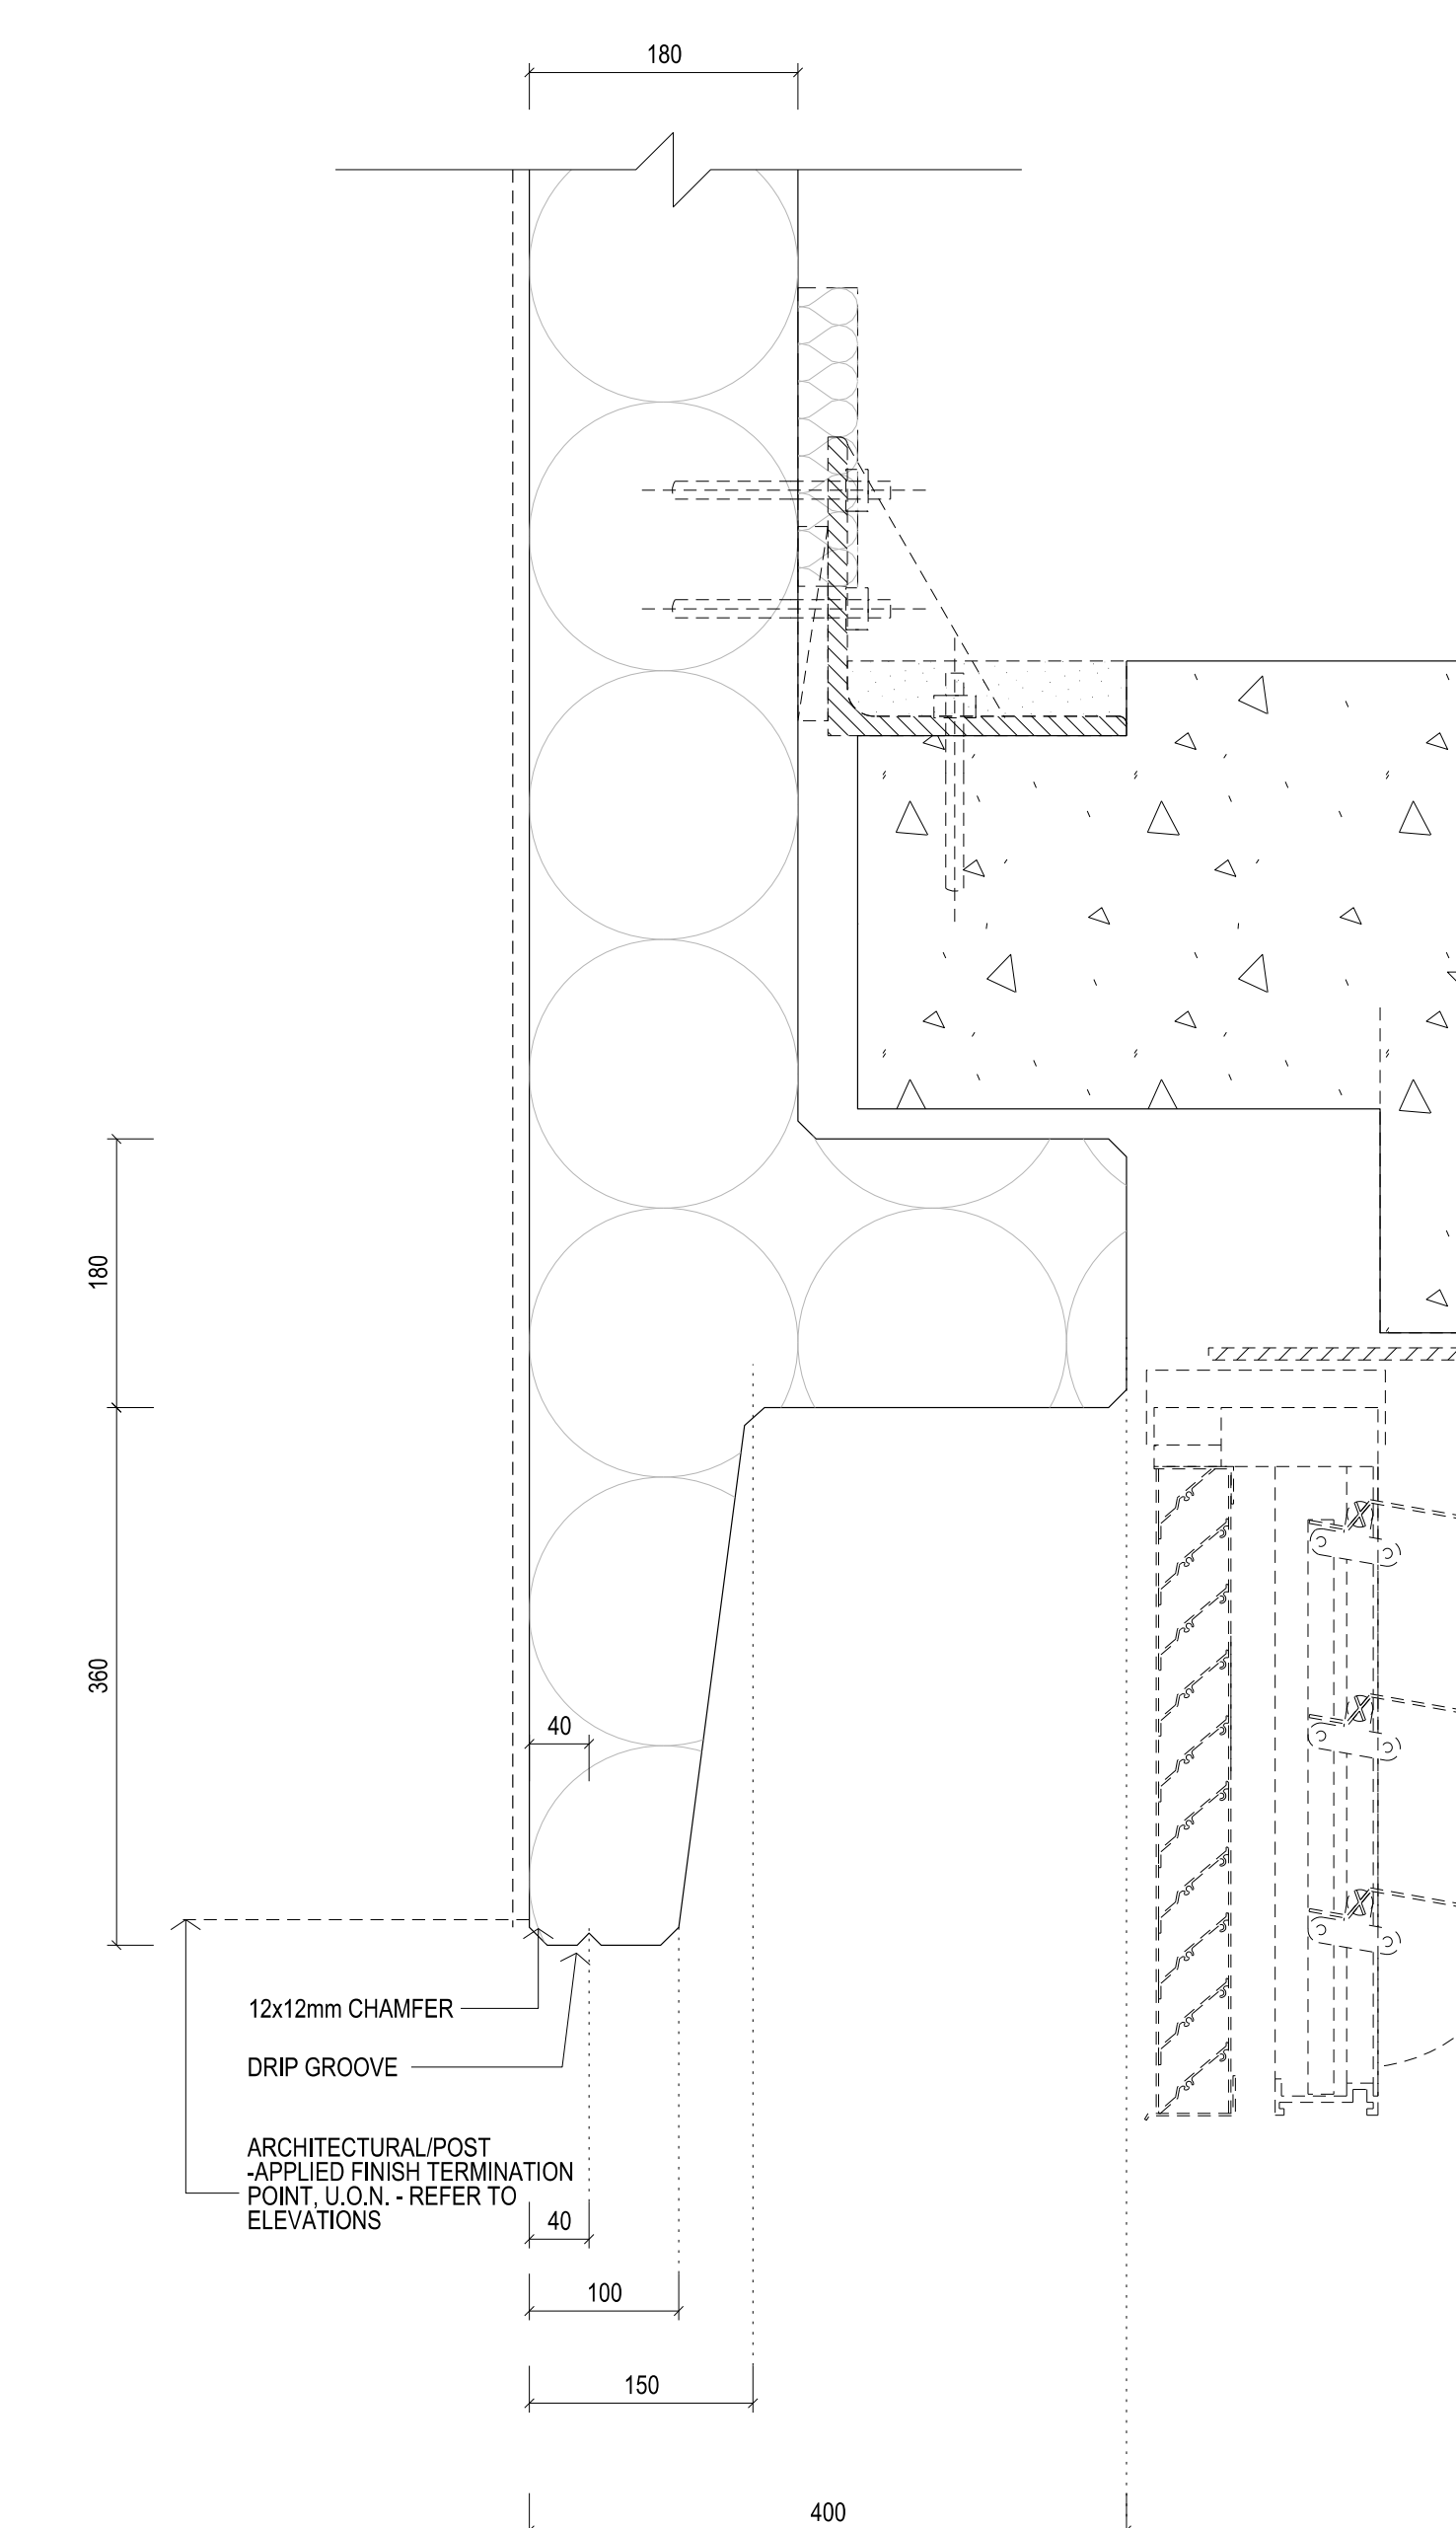 180
180
360
40
12x12mm CHAMFER
DRIP GROOVE
ARCHITECTURAL/POST
-APPLIED FINISH TERMINATION
POINT, U.O.N. - REFER TO
ELEVATIONS
40
100
150
400